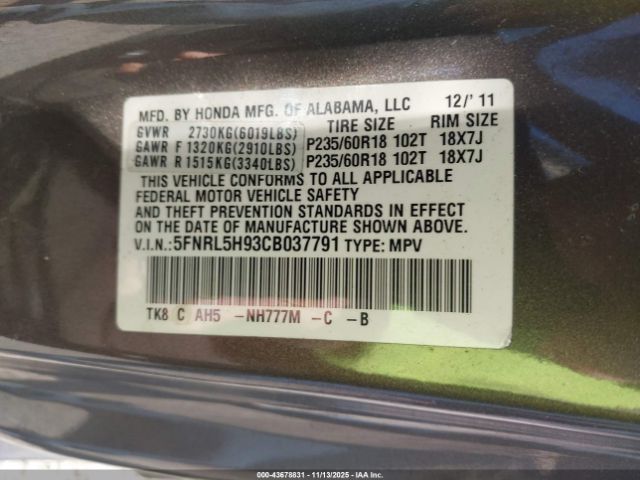 MFD. BY HONDA MFG. OF ALABAMA, LLC 12/'11
GVWR 2730KG(6019LBS) TIRE SIZE RIM SIZE
GAWR F 1320KG(2910LBS) P235/60R18 102T 18X7J
GAWR R 1515KG(3340LBS) P235/60R18 102T 18X7J
THIS VEHICLE CONFORMS TO ALL APPLICABLE
FEDERAL MOTOR VEHICLE SAFETY
AND THEFT PREVENTION STANDARDS IN EFFECT
ON THE DATE OF MANUFACTURE SHOWN ABOVE.
V.I.N.:5FNRL5H93CB037791 TYPE: MPV
TK8 C AH5 -NH777M -C -B
000-43678831 - 11/13/2025 - IAA, Inc.